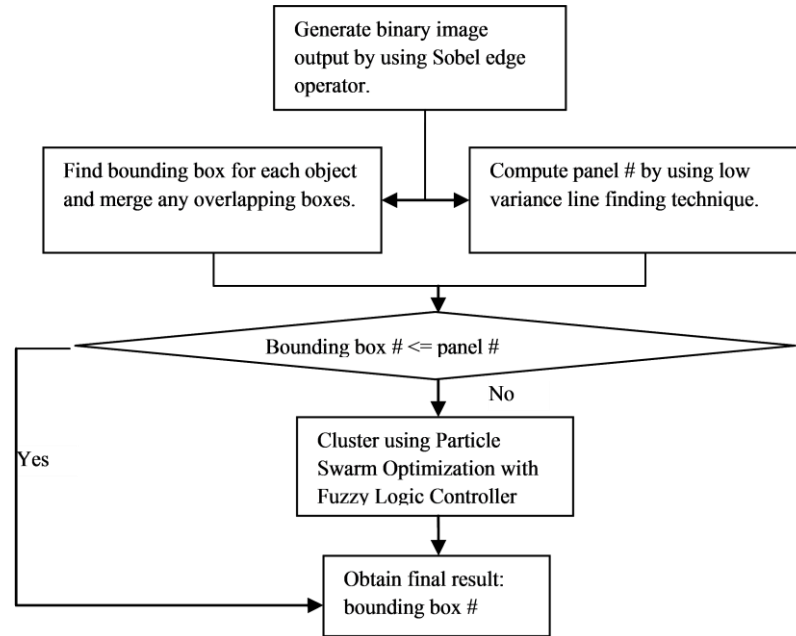 Generate binary image
output by using Sobel edge
operator.
Find bounding box for each object
and merge any overlapping boxes.
Compute panel # by using low
variance line finding technique.
Bounding box # <= panel #
No
Yes
Cluster using Particle
Swarm Optimization with
Fuzzy Logic Controller
Obtain final result:
bounding box #